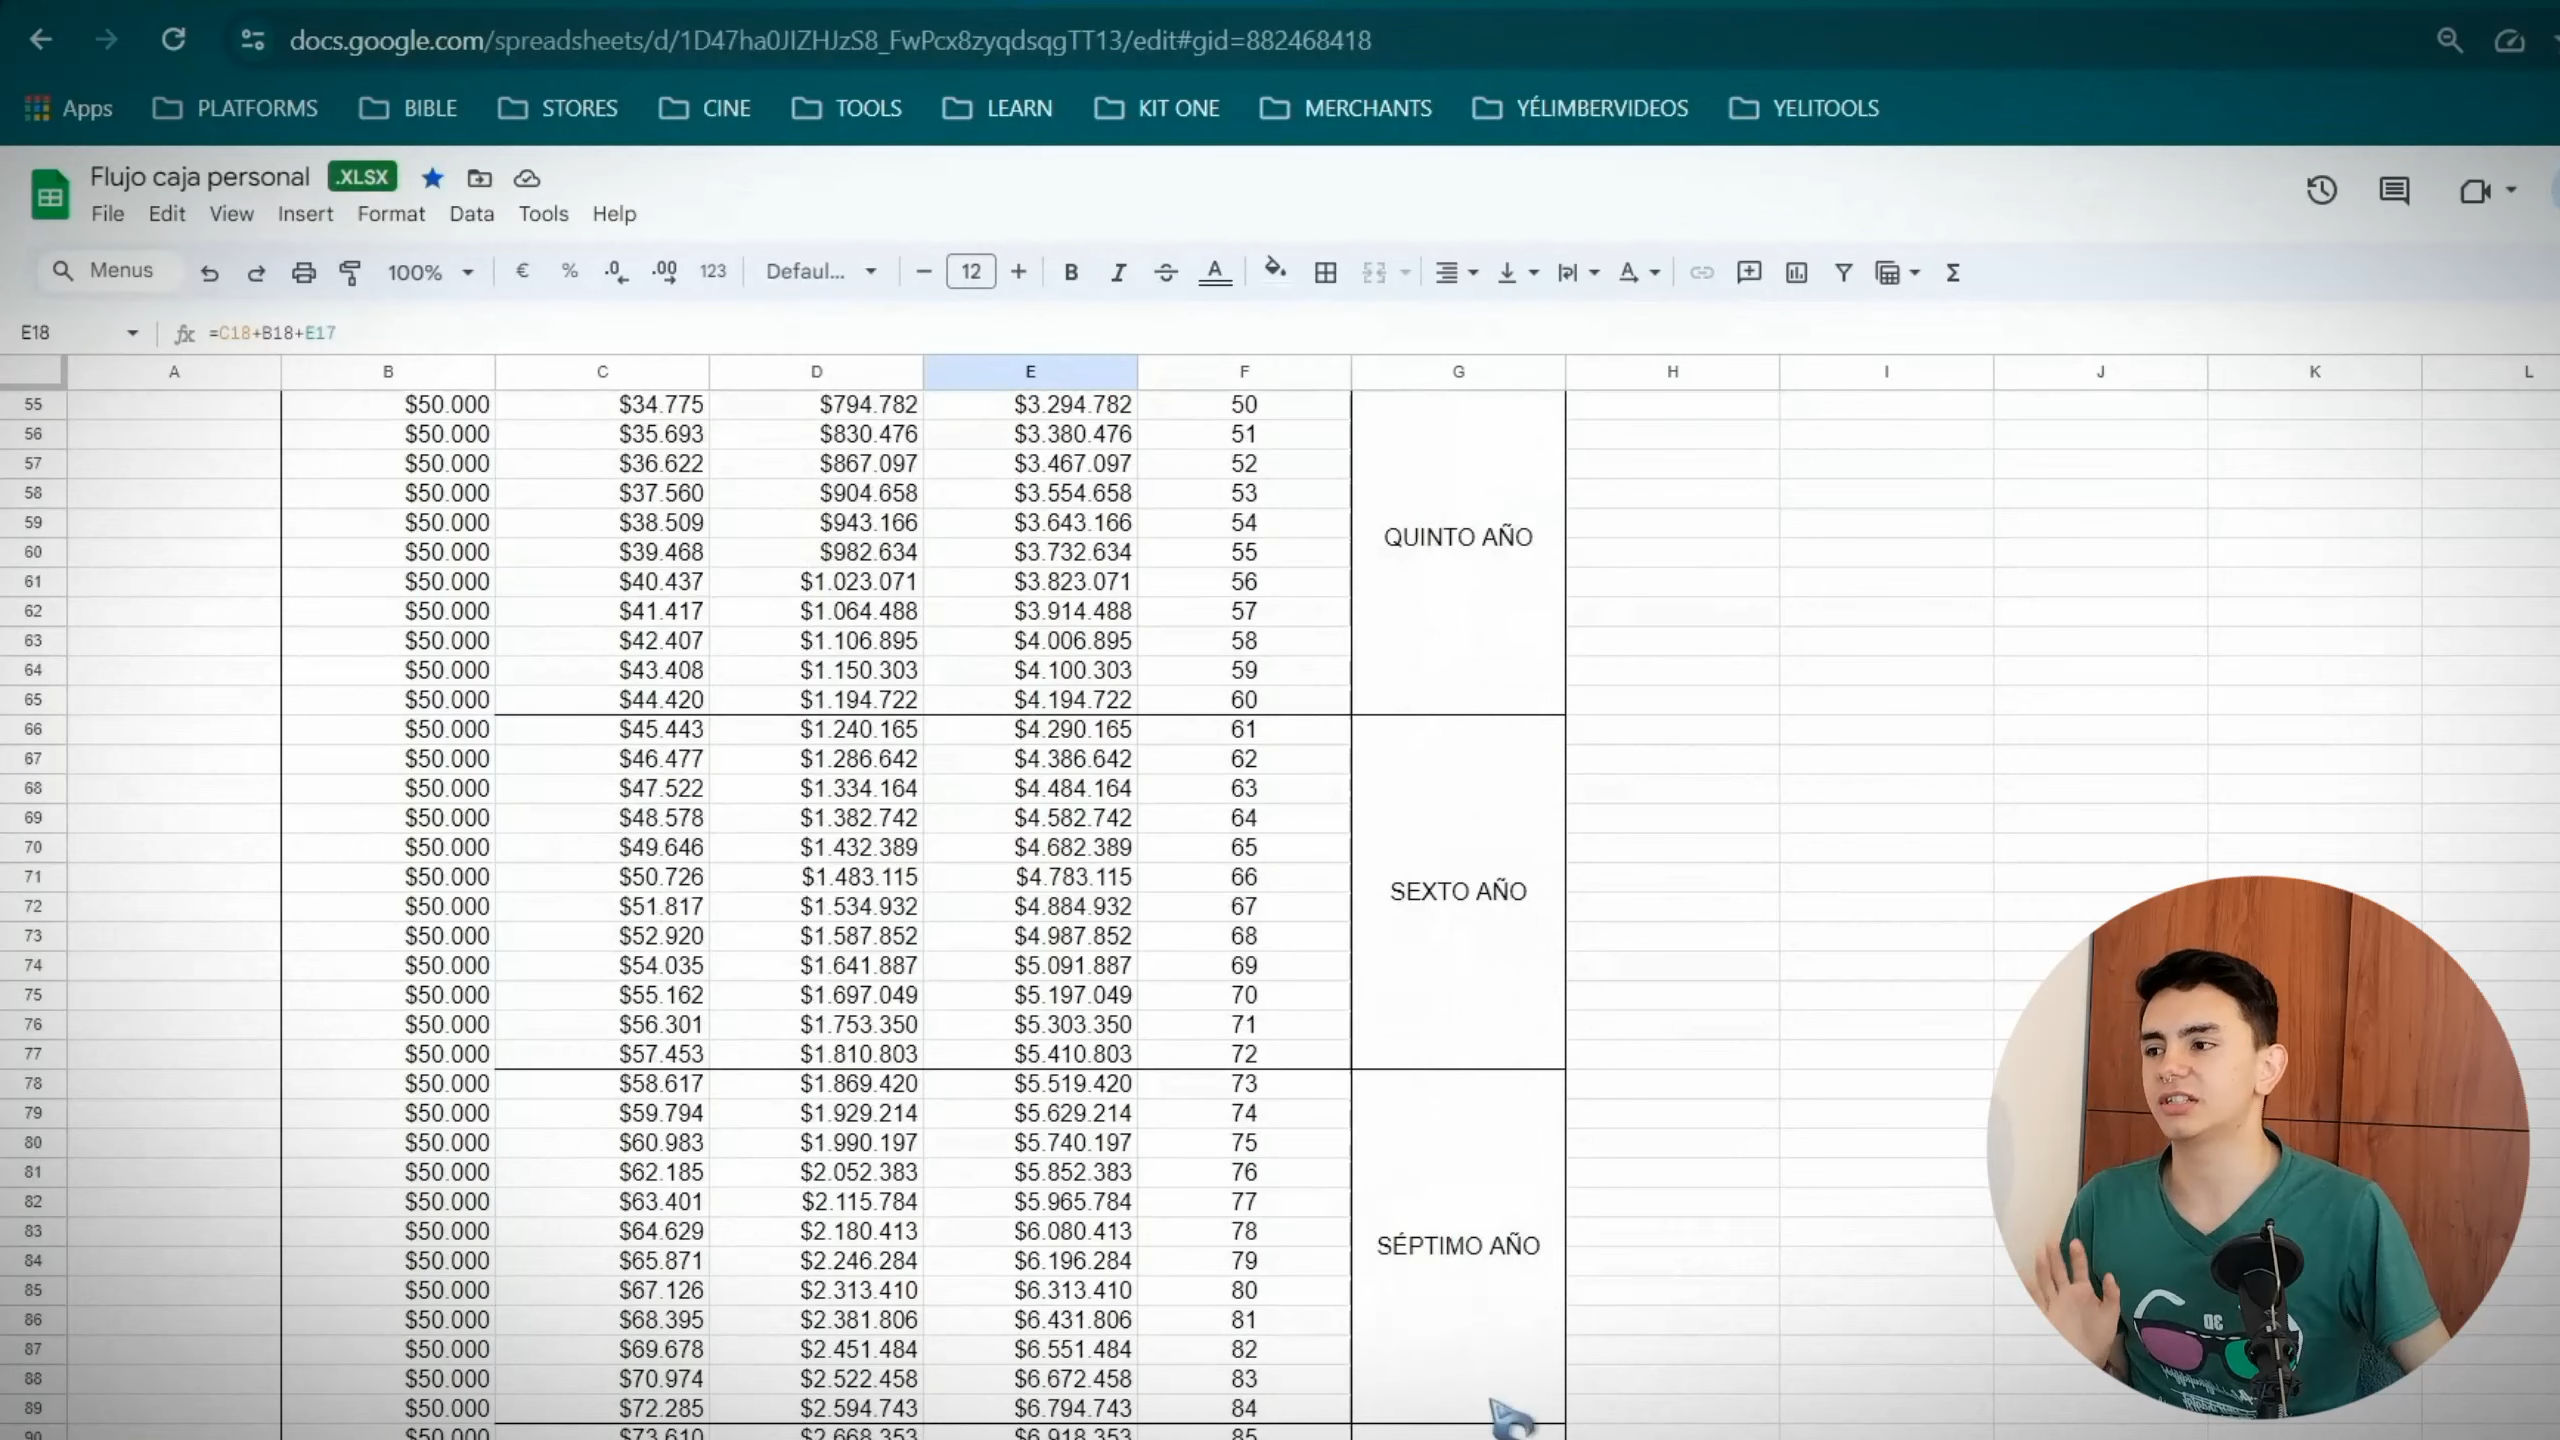 docs.google.com/spreadsheets/d/1D47ha0JIZHJzS8_FwPcx8zyqdsqgTT13/edit#gid=882468418
Apps PLATFORMS BIBLE STORES CINE TOOLS LEARN KIT ONE MERCHANTS YÉLIMBERVIDEOS YELITOOLS
Flujo caja personal .XLSX
File Edit View Insert Format Data Tools Help
Menus 100% € % .0 .00 123 Defaul... 12 B I A Σ
E18 fx =C18+B18+E17
A B C D E F G H I J K L
55 $50.000 $34.775 $794.782 $3.294.782 50
56 $50.000 $35.693 $830.476 $3.380.476 51
57 $50.000 $36.622 $867.097 $3.467.097 52
58 $50.000 $37.560 $904.658 $3.554.658 53
59 $50.000 $38.509 $943.166 $3.643.166 54
QUINTO AÑO
60 $50.000 $39.468 $982.634 $3.732.634 55
61 $50.000 $40.437 $1.023.071 $3.823.071 56
62 $50.000 $41.417 $1.064.488 $3.914.488 57
63 $50.000 $42.407 $1.106.895 $4.006.895 58
64 $50.000 $43.408 $1.150.303 $4.100.303 59
65 $50.000 $44.420 $1.194.722 $4.194.722 60
66 $50.000 $45.443 $1.240.165 $4.290.165 61
67 $50.000 $46.477 $1.286.642 $4.386.642 62
68 $50.000 $47.522 $1.334.164 $4.484.164 63
69 $50.000 $48.578 $1.382.742 $4.582.742 64
70 $50.000 $49.646 $1.432.389 $4.682.389 65
71 $50.000 $50.726 $1.483.115 $4.783.115 66
SEXTO AÑO
72 $50.000 $51.817 $1.534.932 $4.884.932 67
73 $50.000 $52.920 $1.587.852 $4.987.852 68
74 $50.000 $54.035 $1.641.887 $5.091.887 69
75 $50.000 $55.162 $1.697.049 $5.197.049 70
76 $50.000 $56.301 $1.753.350 $5.303.350 71
77 $50.000 $57.453 $1.810.803 $5.410.803 72
78 $50.000 $58.617 $1.869.420 $5.519.420 73
79 $50.000 $59.794 $1.929.214 $5.629.214 74
80 $50.000 $60.983 $1.990.197 $5.740.197 75
81 $50.000 $62.185 $2.052.383 $5.852.383 76
82 $50.000 $63.401 $2.115.784 $5.965.784 77
83 $50.000 $64.629 $2.180.413 $6.080.413 78
SÉPTIMO AÑO
84 $50.000 $65.871 $2.246.284 $6.196.284 79
85 $50.000 $67.126 $2.313.410 $6.313.410 80
86 $50.000 $68.395 $2.381.806 $6.431.806 81
87 $50.000 $69.678 $2.451.484 $6.551.484 82
88 $50.000 $70.974 $2.522.458 $6.672.458 83
89 $50.000 $72.285 $2.594.743 $6.794.743 84
90 $50.000 $73.610 $2.668.353 $6.918.353 85